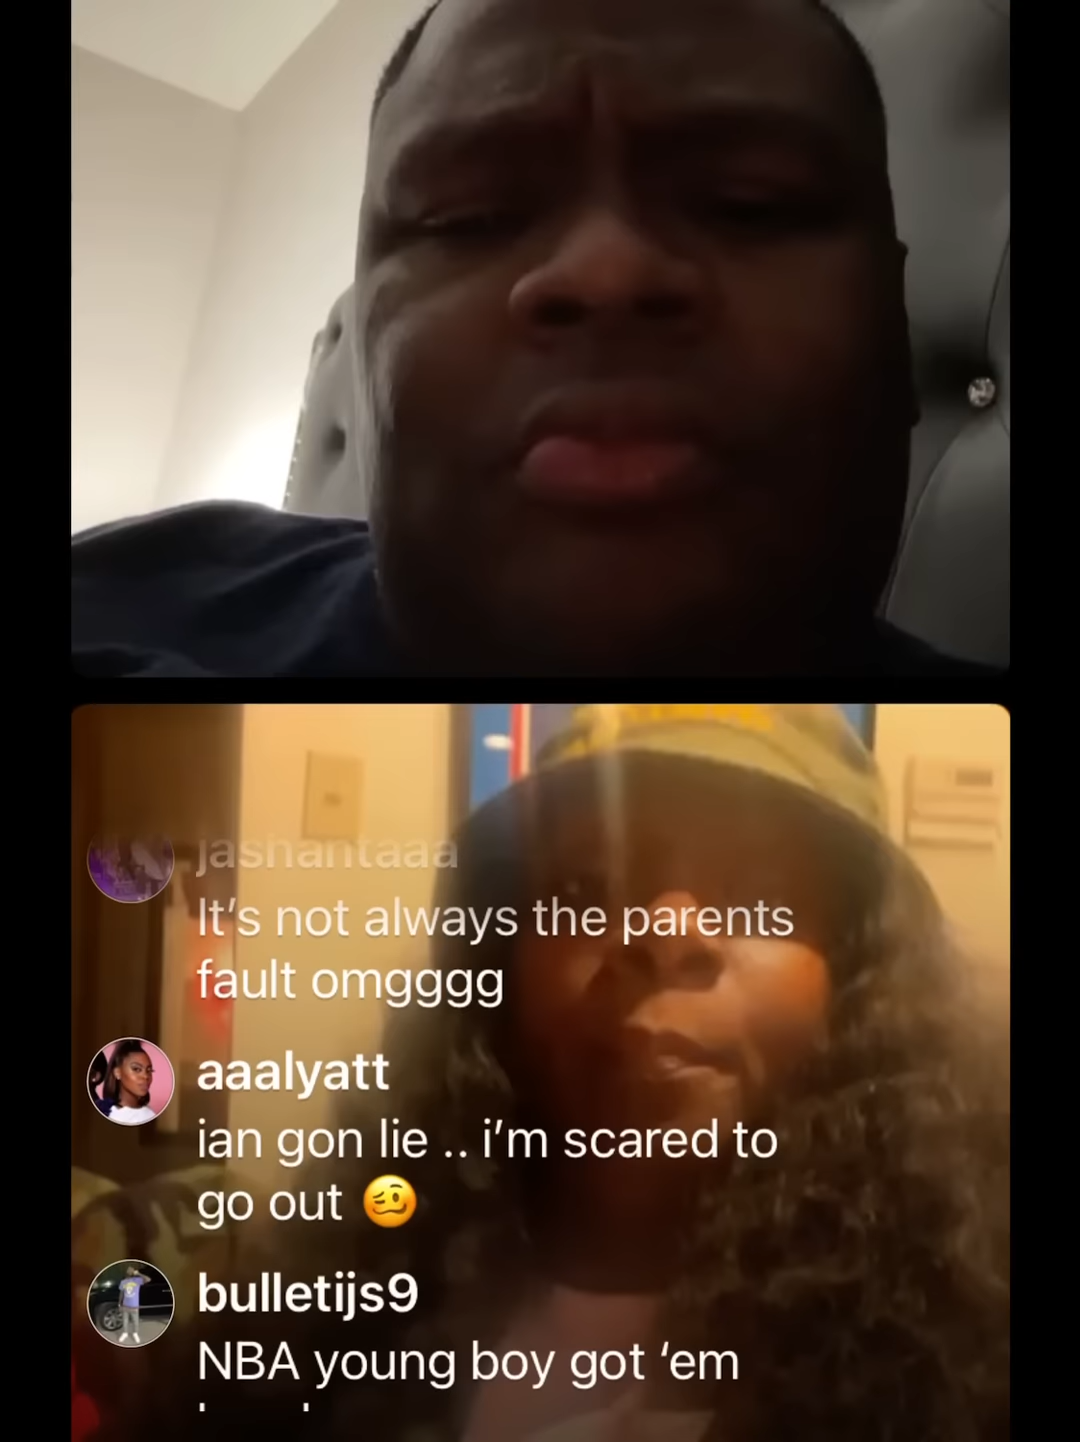 jashantaaa
It's not always the parents
fault omgggg
aaalyatt
ian gon lie .. i'm scared to
go out 🥴
bulletijs9
NBA young boy got 'em